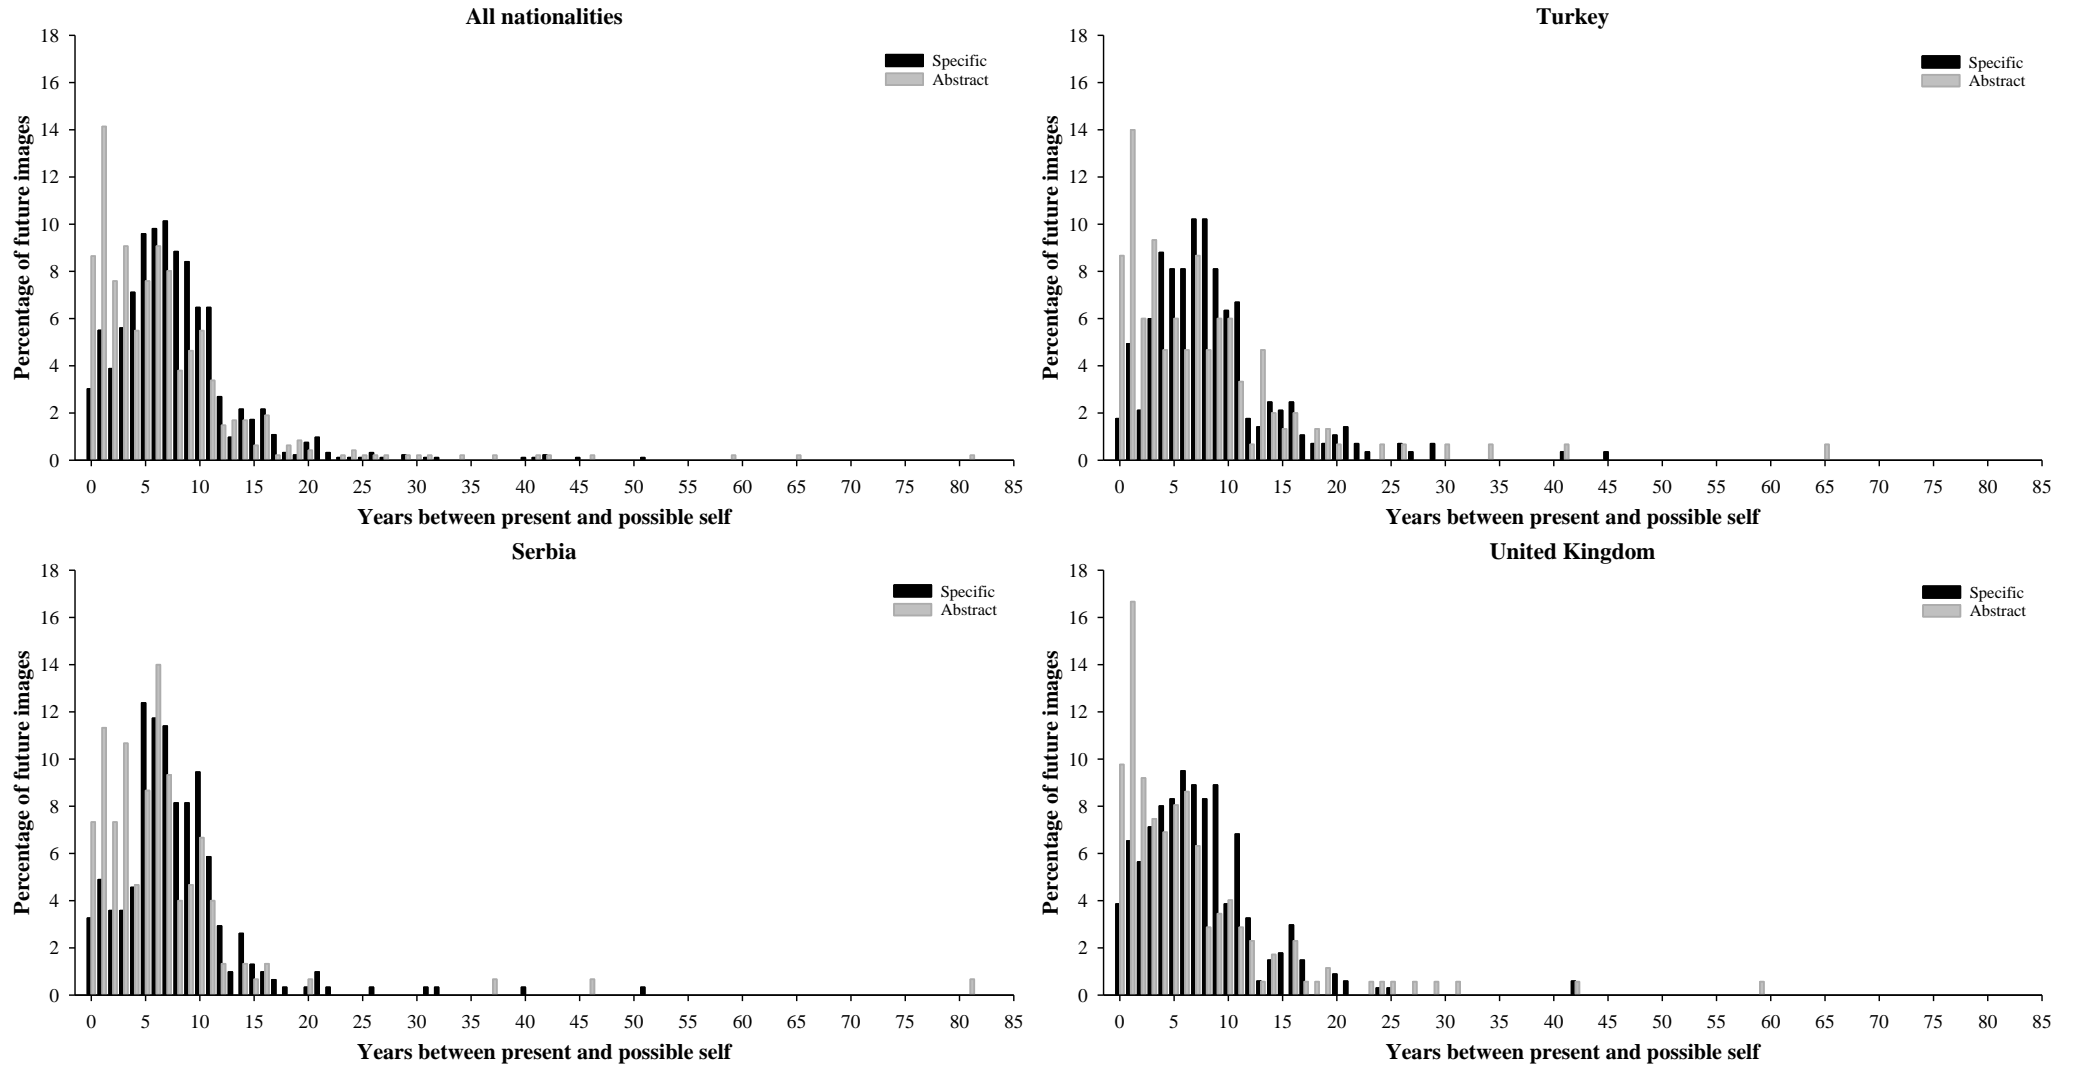 All nationalities
18
16
14
12
10
8
6
4
2
0
Percentage of future images
Specific
Abstract
0 5 10 15 20 25 30 35 40 45 50 55 60 65 70 75 80 85
Years between present and possible self
Turkey
18
16
14
12
10
8
6
4
2
0
Percentage of future images
Specific
Abstract
0 5 10 15 20 25 30 35 40 45 50 55 60 65 70 75 80 85
Years between present and possible self
Serbia
18
16
14
12
10
8
6
4
2
0
Percentage of future images
Specific
Abstract
0 5 10 15 20 25 30 35 40 45 50 55 60 65 70 75 80 85
Years between present and possible self
United Kingdom
18
16
14
12
10
8
6
4
2
0
Percentage of future images
Specific
Abstract
0 5 10 15 20 25 30 35 40 45 50 55 60 65 70 75 80 85
Years between present and possible self